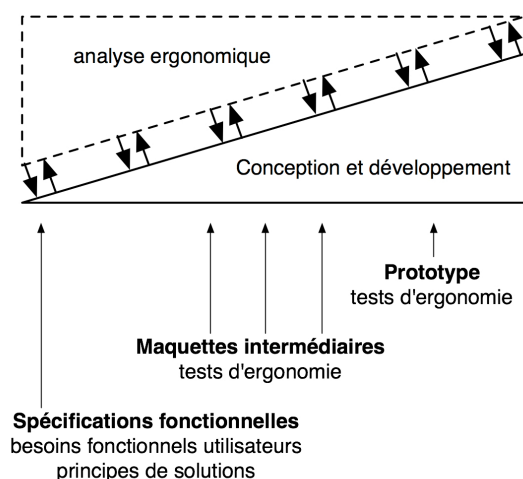 analyse ergonomique
Conception et développement
Prototype
tests d'ergonomie
Maquettes intermédiaires
tests d'ergonomie
Spécifications fonctionnelles
besoins fonctionnels utilisateurs
principes de solutions